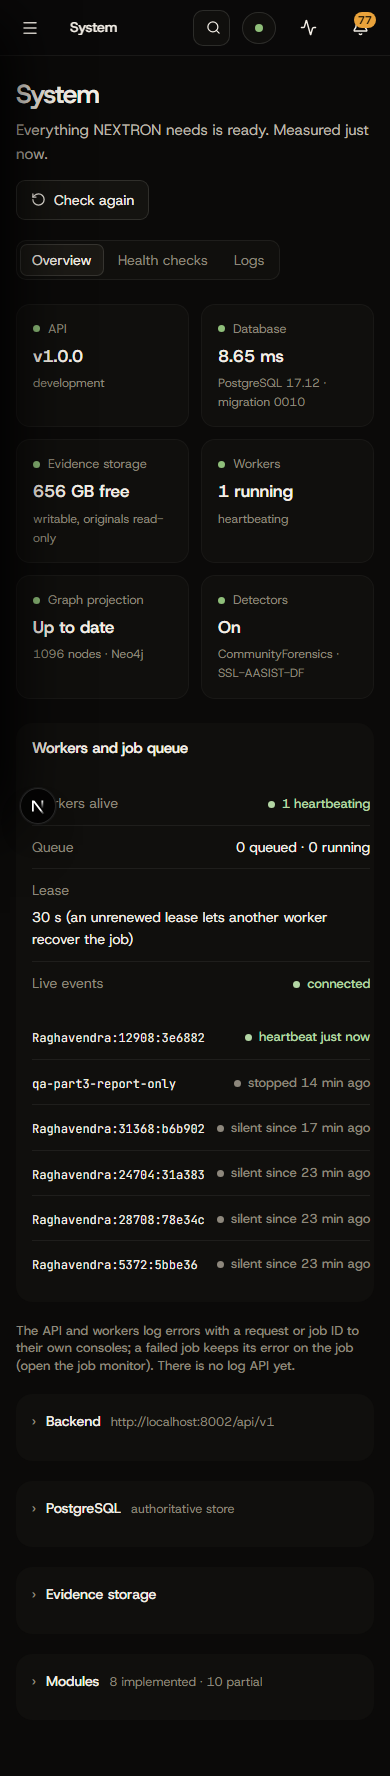 System
77
System
Everything NEXTRON needs is ready. Measured just
now.
Check again
Overview Health checks Logs
API
v1.0.0
development
Database
8.65 ms
PostgreSQL 17.12 ·
migration 0010
Evidence storage
656 GB free
writable, originals read-
only
Workers
1 running
heartbeating
Graph projection
Up to date
1096 nodes · Neo4j
Detectors
On
CommunityForensics ·
SSL-AASIST-DF
Workers and job queue
N
rkers alive 1 heartbeating
Queue 0 queued · 0 running
Lease
30 s (an unrenewed lease lets another worker
recover the job)
Live events connected
Raghavendra:12908:3e6882 heartbeat just now
qa-part3-report-only stopped 14 min ago
Raghavendra:31368:b6b902 silent since 17 min ago
Raghavendra:24704:31a383 silent since 23 min ago
Raghavendra:28708:78e34c silent since 23 min ago
Raghavendra:5372:5bbe36 silent since 23 min ago
The API and workers log errors with a request or job ID to
their own consoles; a failed job keeps its error on the job
(open the job monitor). There is no log API yet.
› Backend http://localhost:8002/api/v1
› PostgreSQL authoritative store
› Evidence storage
› Modules 8 implemented · 10 partial